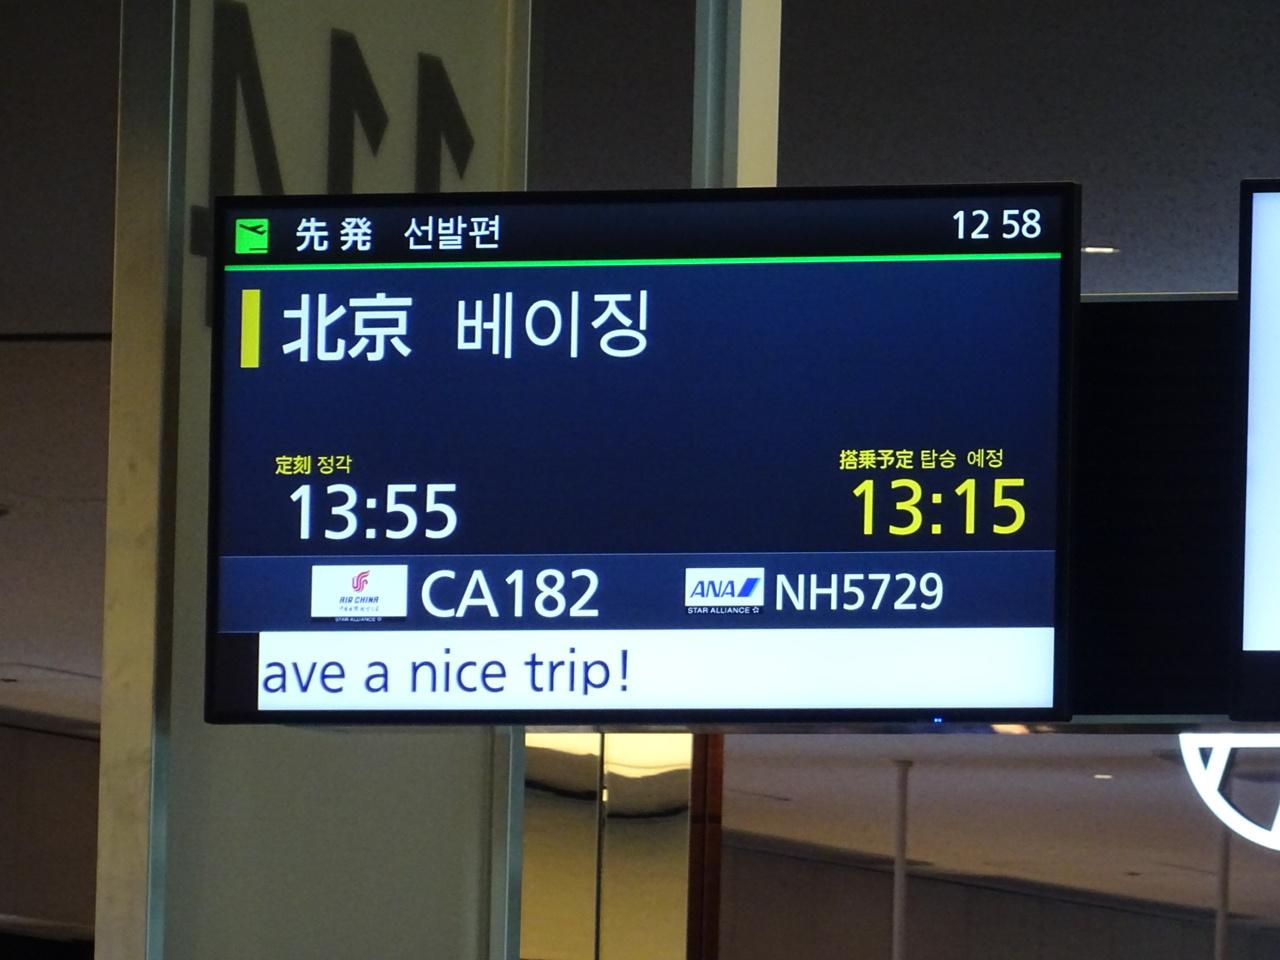 先発 선발편 12 58
北京 베이징
定刻 정각 搭乗予定 탑승 예정
13:55 13:15
AIR CHINA CA182 ANA NH5729
STAR ALLIANCE STAR ALLIANCE
ave a nice trip!